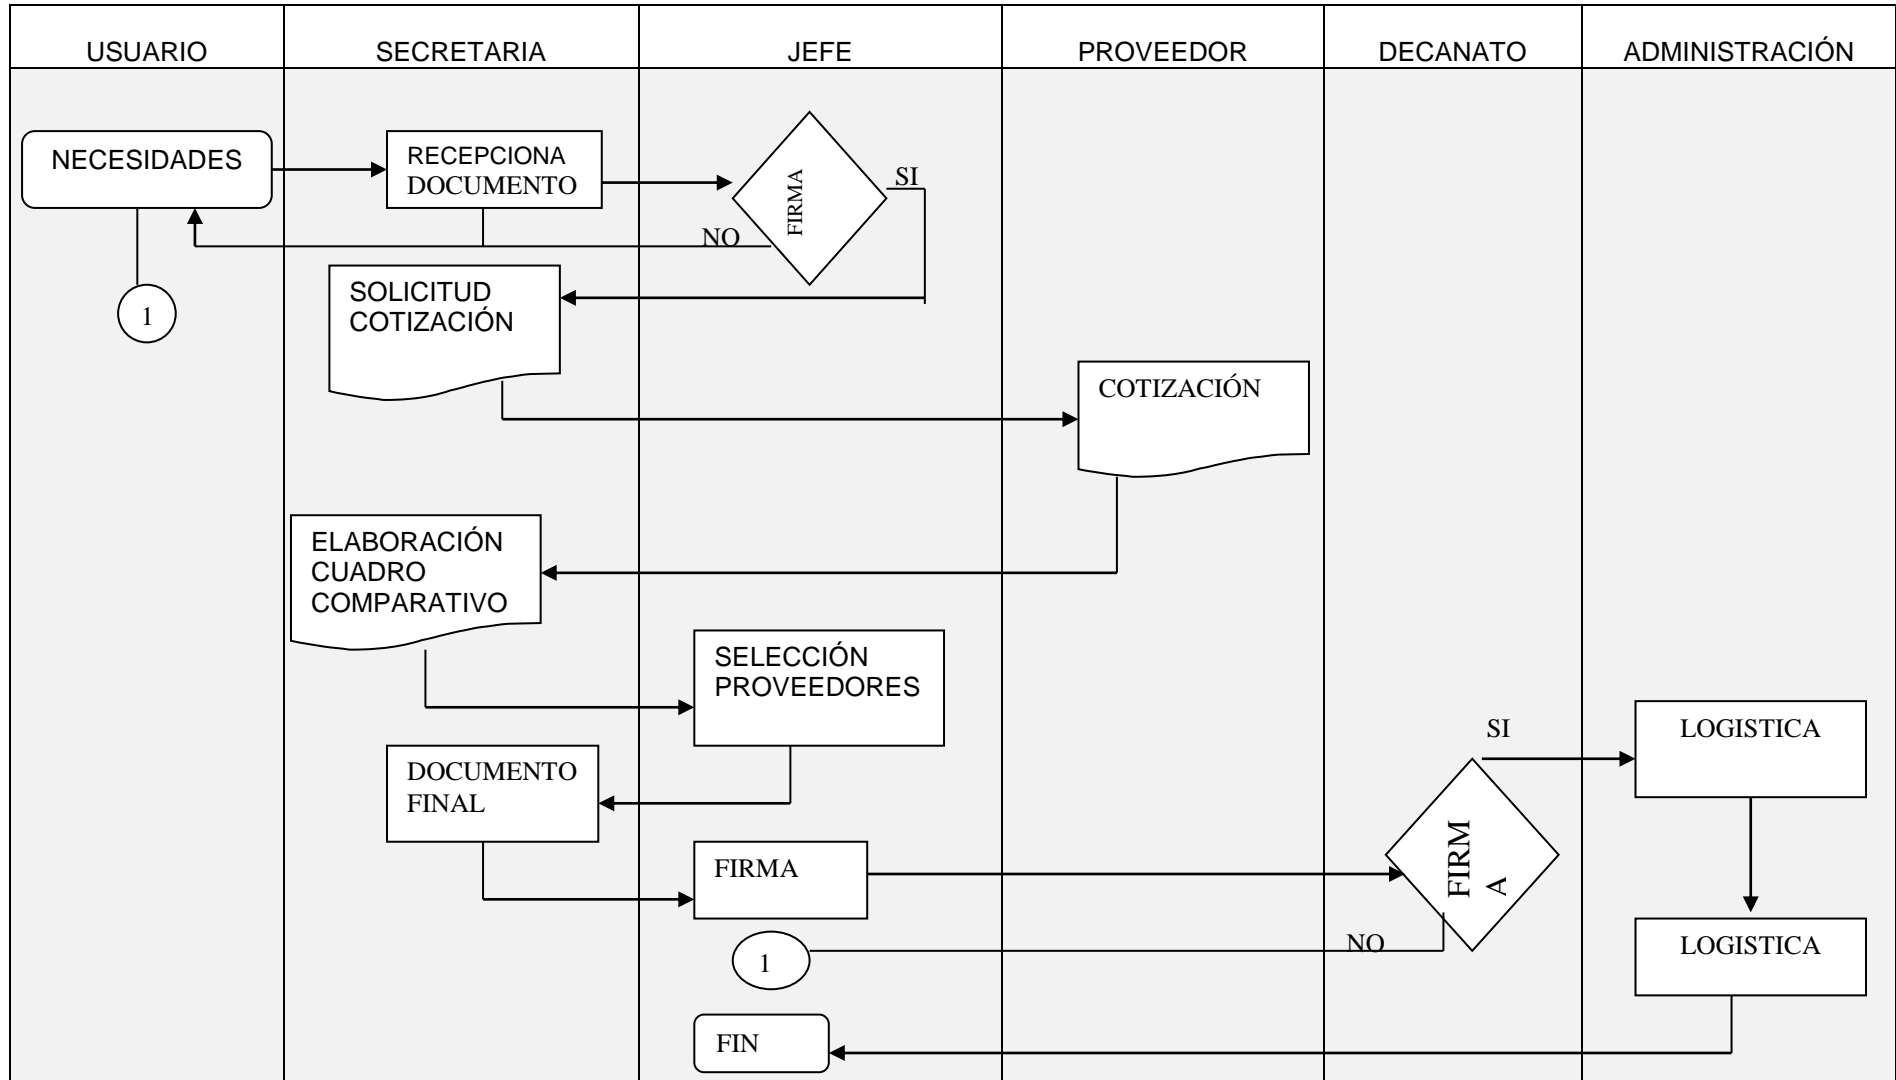 USUARIO
SECRETARIA
JEFE
PROVEEDOR
DECANATO
ADMINISTRACIÓN
NECESIDADES
RECEPCIONA
DOCUMENTO
FIRMA
SI
NO
1
SOLICITUD
COTIZACIÓN
COTIZACIÓN
ELABORACIÓN
CUADRO
COMPARATIVO
SELECCIÓN
PROVEEDORES
SI
LOGISTICA
DOCUMENTO
FINAL
FIRM
A
FIRMA
NO
1
LOGISTICA
FIN